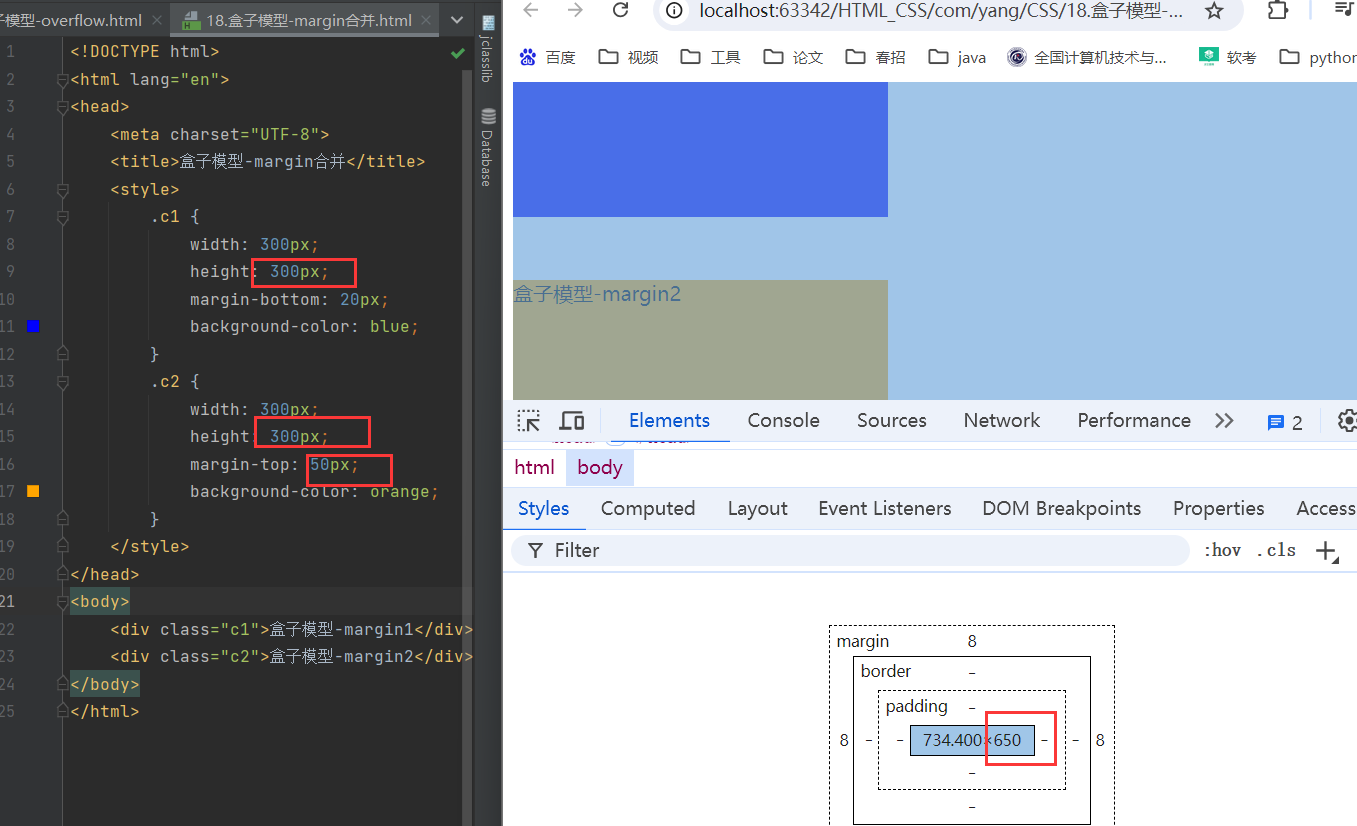 子模型-overflow.html
18.盒子模型-margin合并.html
1 <!DOCTYPE html>
2 <html lang="en">
3 <head>
4 <meta charset="UTF-8">
5 <title>盒子模型-margin合并</title>
6 <style>
7 .c1 {
8 width: 300px;
9 height: 300px;
10 margin-bottom: 20px;
11 background-color: blue;
12 }
13 .c2 {
14 width: 300px;
15 height: 300px;
16 margin-top: 50px;
17 background-color: orange;
18 }
19 </style>
20 </head>
21 <body>
22 <div class="c1">盒子模型-margin1</div>
23 <div class="c2">盒子模型-margin2</div>
24 </body>
25 </html>
jclasslib
Database
localhost:63342/HTML_CSS/com/yang/CSS/18.盒子模型-...
百度 视频 工具 论文 春招 java 全国计算机技术与... 软考 python
盒子模型-margin2
Elements Console Sources Network Performance 2
html body
Styles Computed Layout Event Listeners DOM Breakpoints Properties Access
Filter :hov .cls
margin 8
border -
padding -
8 - - 734.400×650 - - 8
-
-